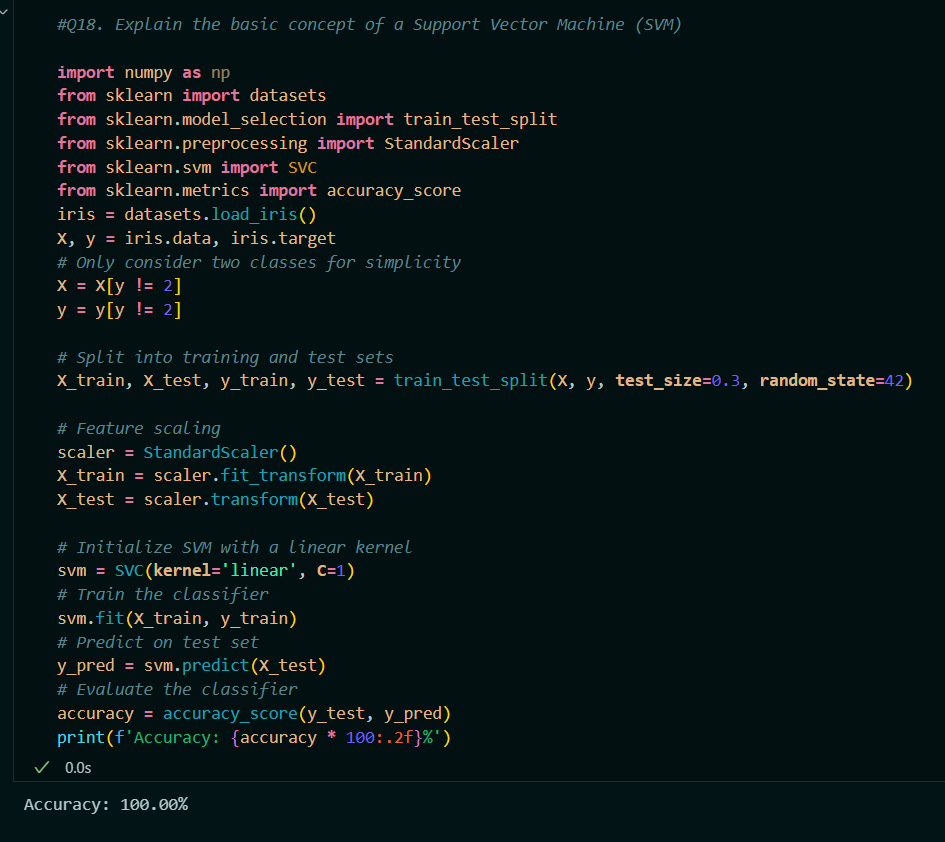 #Q18. Explain the basic concept of a Support Vector Machine (SVM)
import numpy as np
from sklearn import datasets
from sklearn.model_selection import train_test_split
from sklearn.preprocessing import StandardScaler
from sklearn.svm import SVC
from sklearn.metrics import accuracy_score
iris = datasets.load_iris()
X, y = iris.data, iris.target
# Only consider two classes for simplicity
X = X[y != 2]
y = y[y != 2]
# Split into training and test sets
X_train, X_test, y_train, y_test = train_test_split(X, y, test_size=0.3, random_state=42)
# Feature scaling
scaler = StandardScaler()
X_train = scaler.fit_transform(X_train)
X_test = scaler.transform(X_test)
# Initialize SVM with a linear kernel
svm = SVC(kernel='linear', C=1)
# Train the classifier
svm.fit(X_train, y_train)
# Predict on test set
y_pred = svm.predict(X_test)
# Evaluate the classifier
accuracy = accuracy_score(y_test, y_pred)
print(f'Accuracy: {accuracy * 100:.2f}%')
0.0s
Accuracy: 100.00%